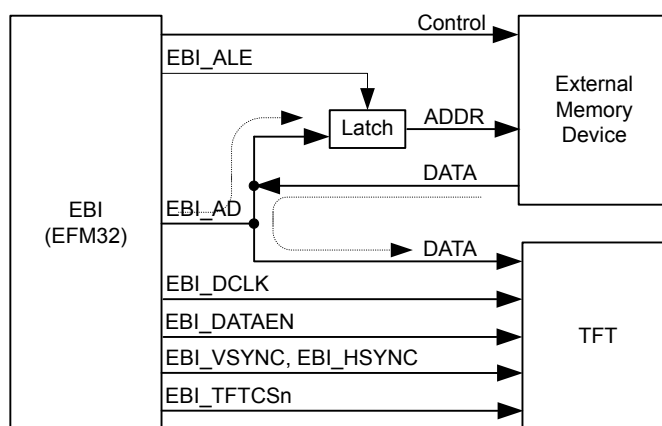 Control
EBI_ALE
External
Memory
Device
Latch
ADDR
DATA
EBI
(EFM32)
EBI_AD
DATA
EBI_DCLK
EBI_DATAEN
TFT
EBI_VSYNC, EBI_HSYNC
EBI_TFTCSn